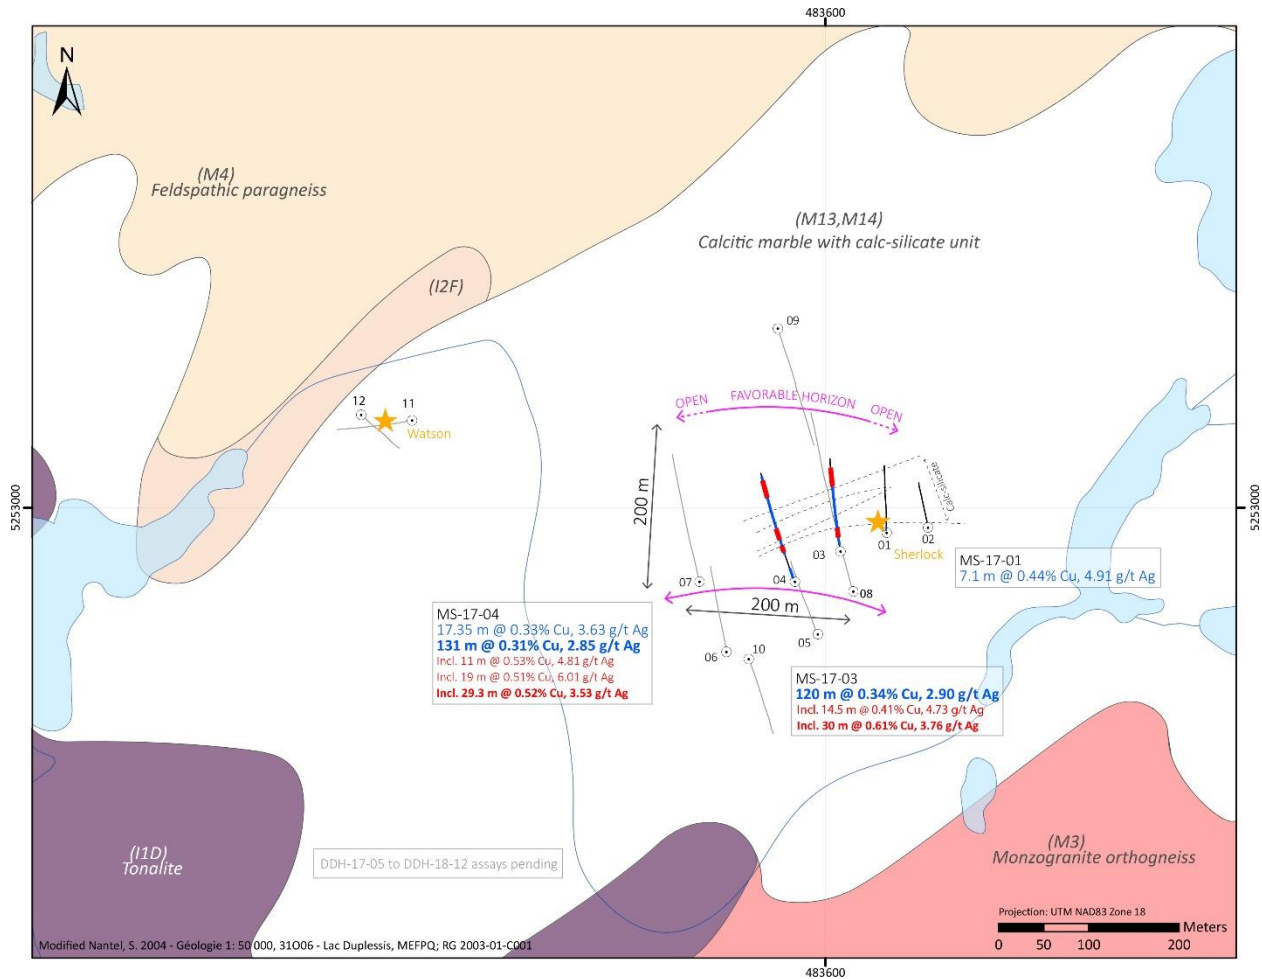 483600
N
(M4)
Feldspathic paragneiss
(M13,M14)
Calcitic marble with calc-silicate unit
(I2F)
09
OPEN
FAVORABLE HORIZON
OPEN
12
11
Watson
200 m
Calc-silicate
5253000
5253000
03
01
02
Sherlock
MS-17-01
7.1 m @ 0.44% Cu, 4.91 g/t Ag
07
04
08
200 m
MS-17-04
17.35 m @ 0.33% Cu, 3.63 g/t Ag
131 m @ 0.31% Cu, 2.85 g/t Ag
Incl. 11 m @ 0.53% Cu, 4.81 g/t Ag
Incl. 19 m @ 0.51% Cu, 6.01 g/t Ag
Incl. 29.3 m @ 0.52% Cu, 3.53 g/t Ag
05
06
10
MS-17-03
120 m @ 0.34% Cu, 2.90 g/t Ag
Incl. 14.5 m @ 0.41% Cu, 4.73 g/t Ag
Incl. 30 m @ 0.61% Cu, 3.76 g/t Ag
(I1D)
Tonalite
DDH-17-05 to DDH-18-12 assays pending
(M3)
Monzogranite orthogneiss
Projection: UTM NAD83 Zone 18
Meters
0 50 100 200
Modified Nantel, S. 2004 - Géologie 1: 50 000, 31O06 - Lac Duplessis, MEFPQ; RG 2003-01-C001
483600